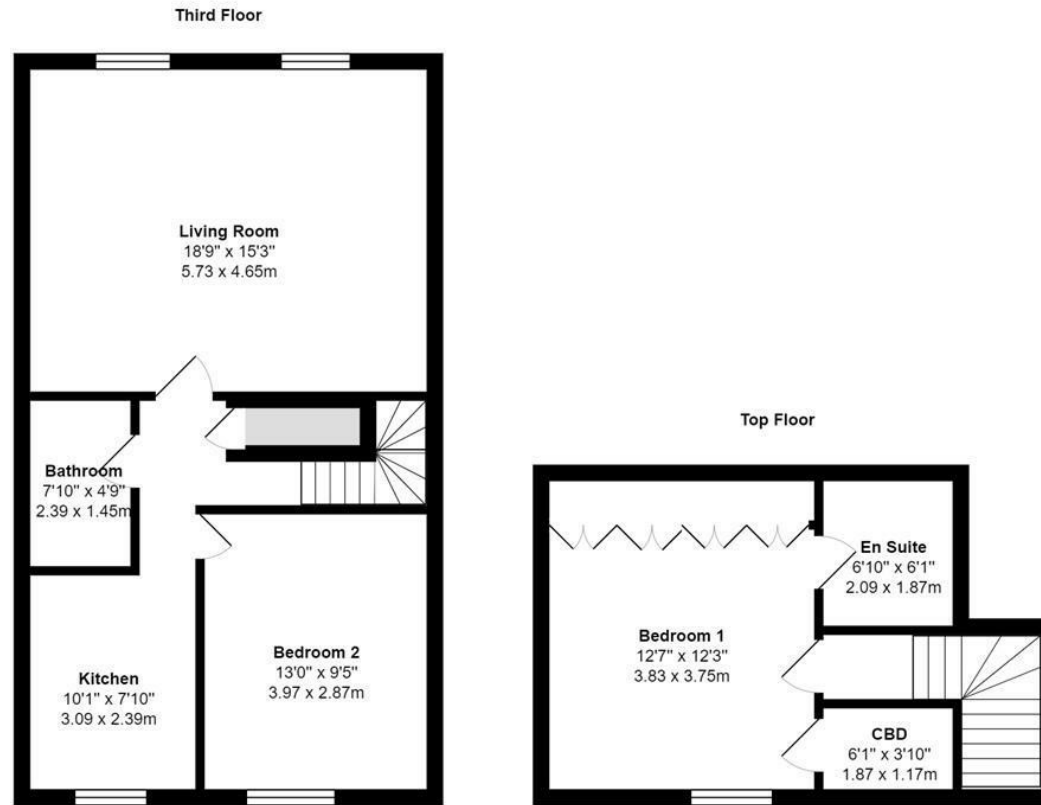 Third Floor
Living Room
18'9" x 15'3"
5.73 x 4.65m
Bathroom
7'10" x 4'9"
2.39 x 1.45m
Kitchen
10'1" x 7'10"
3.09 x 2.39m
Bedroom 2
13'0" x 9'5"
3.97 x 2.87m
Top Floor
Bedroom 1
12'7" x 12'3"
3.83 x 3.75m
En Suite
6'10" x 6'1"
2.09 x 1.87m
CBD
6'1" x 3'10"
1.87 x 1.17m